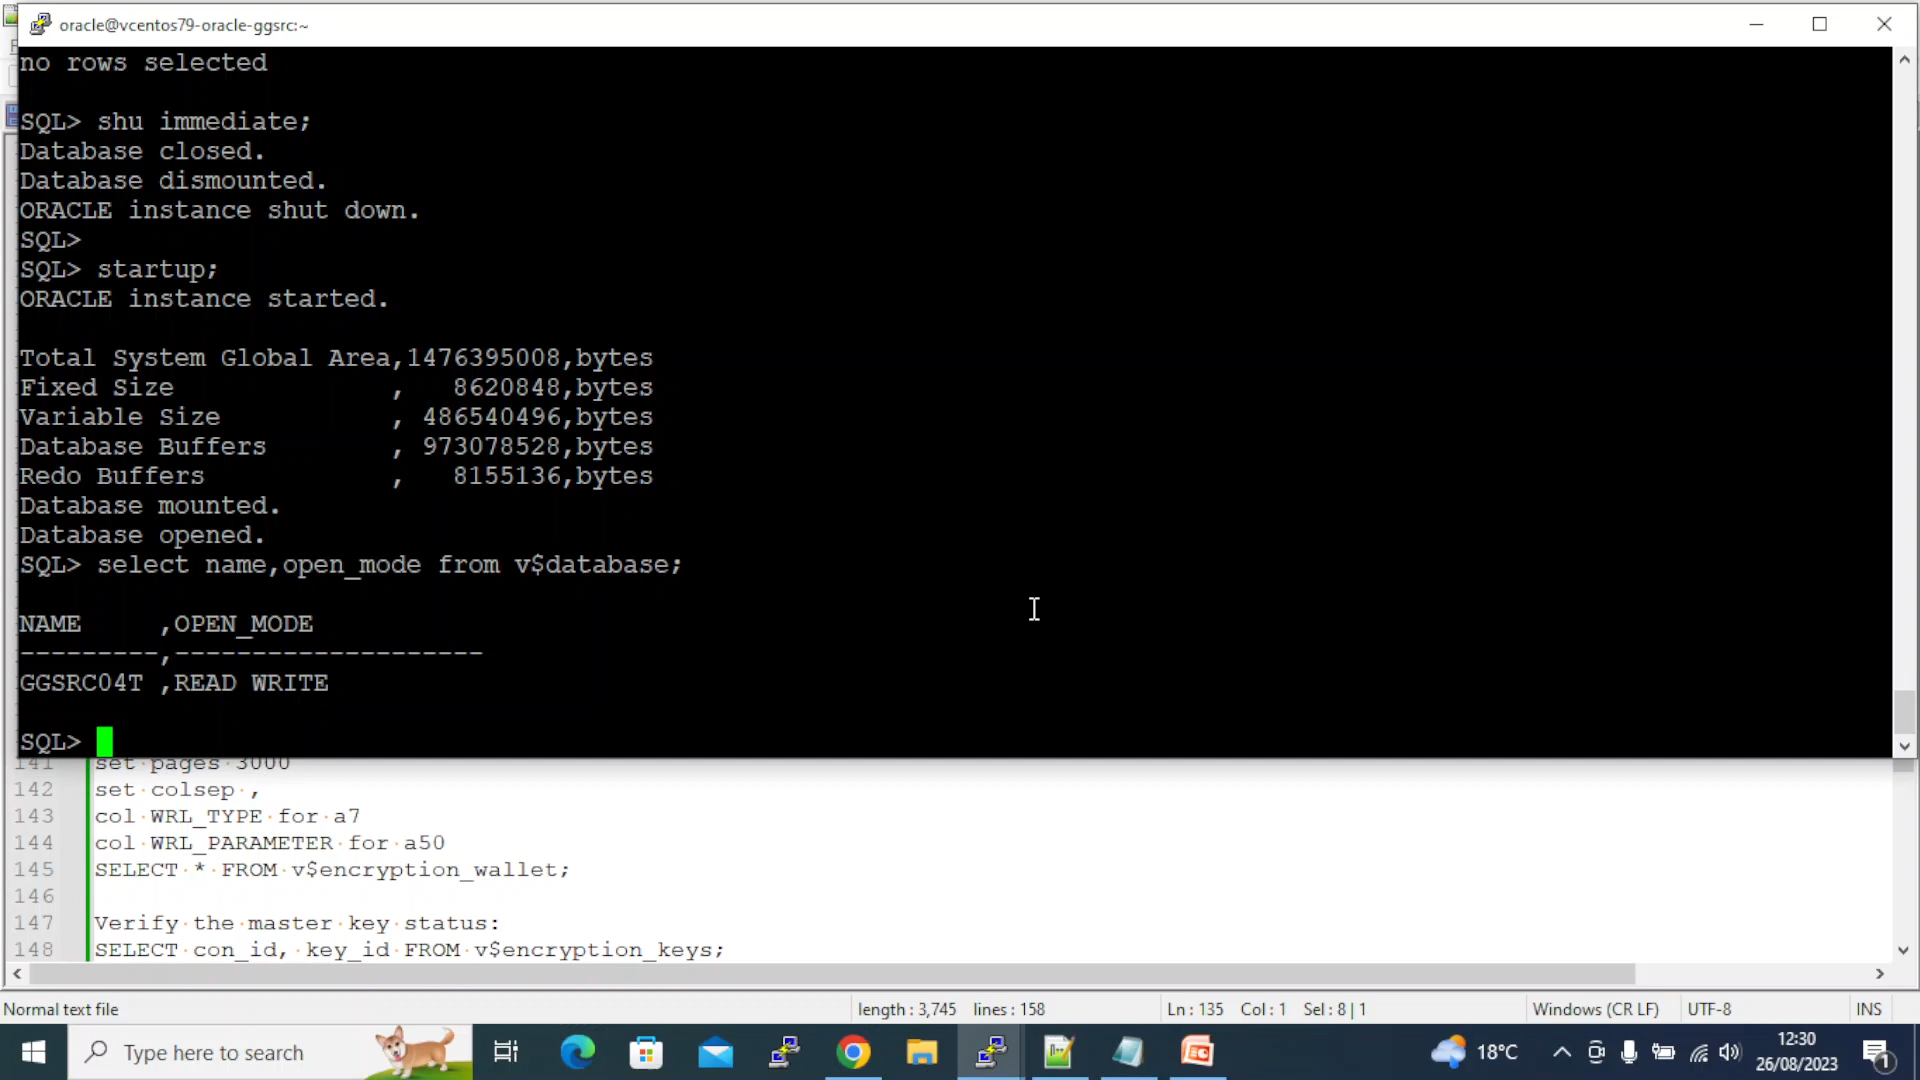 oracle@vcentos79-oracle-ggsrc:~
no rows selected
SQL> shu immediate;
Database closed.
Database dismounted.
ORACLE instance shut down.
SQL>
SQL> startup;
ORACLE instance started.
Total System Global Area,1476395008,bytes
Fixed Size              ,   8620848,bytes
Variable Size           , 486540496,bytes
Database Buffers        , 973078528,bytes
Redo Buffers            ,   8155136,bytes
Database mounted.
Database opened.
SQL> select name,open_mode from v$database;
NAME     ,OPEN_MODE
---------,--------------------
GGSRC04T ,READ WRITE
SQL>
141 set pages 3000
142 set colsep ,
143 col WRL_TYPE for a7
144 col WRL_PARAMETER for a50
145 SELECT * FROM v$encryption_wallet;
146
147 Verify the master key status:
148 SELECT con_id, key_id FROM v$encryption_keys;
Normal text file length : 3,745 lines : 158 Ln : 135 Col : 1 Sel : 8 | 1 Windows (CR LF) UTF-8 INS
Type here to search 18°C 12:30
26/08/2023 1